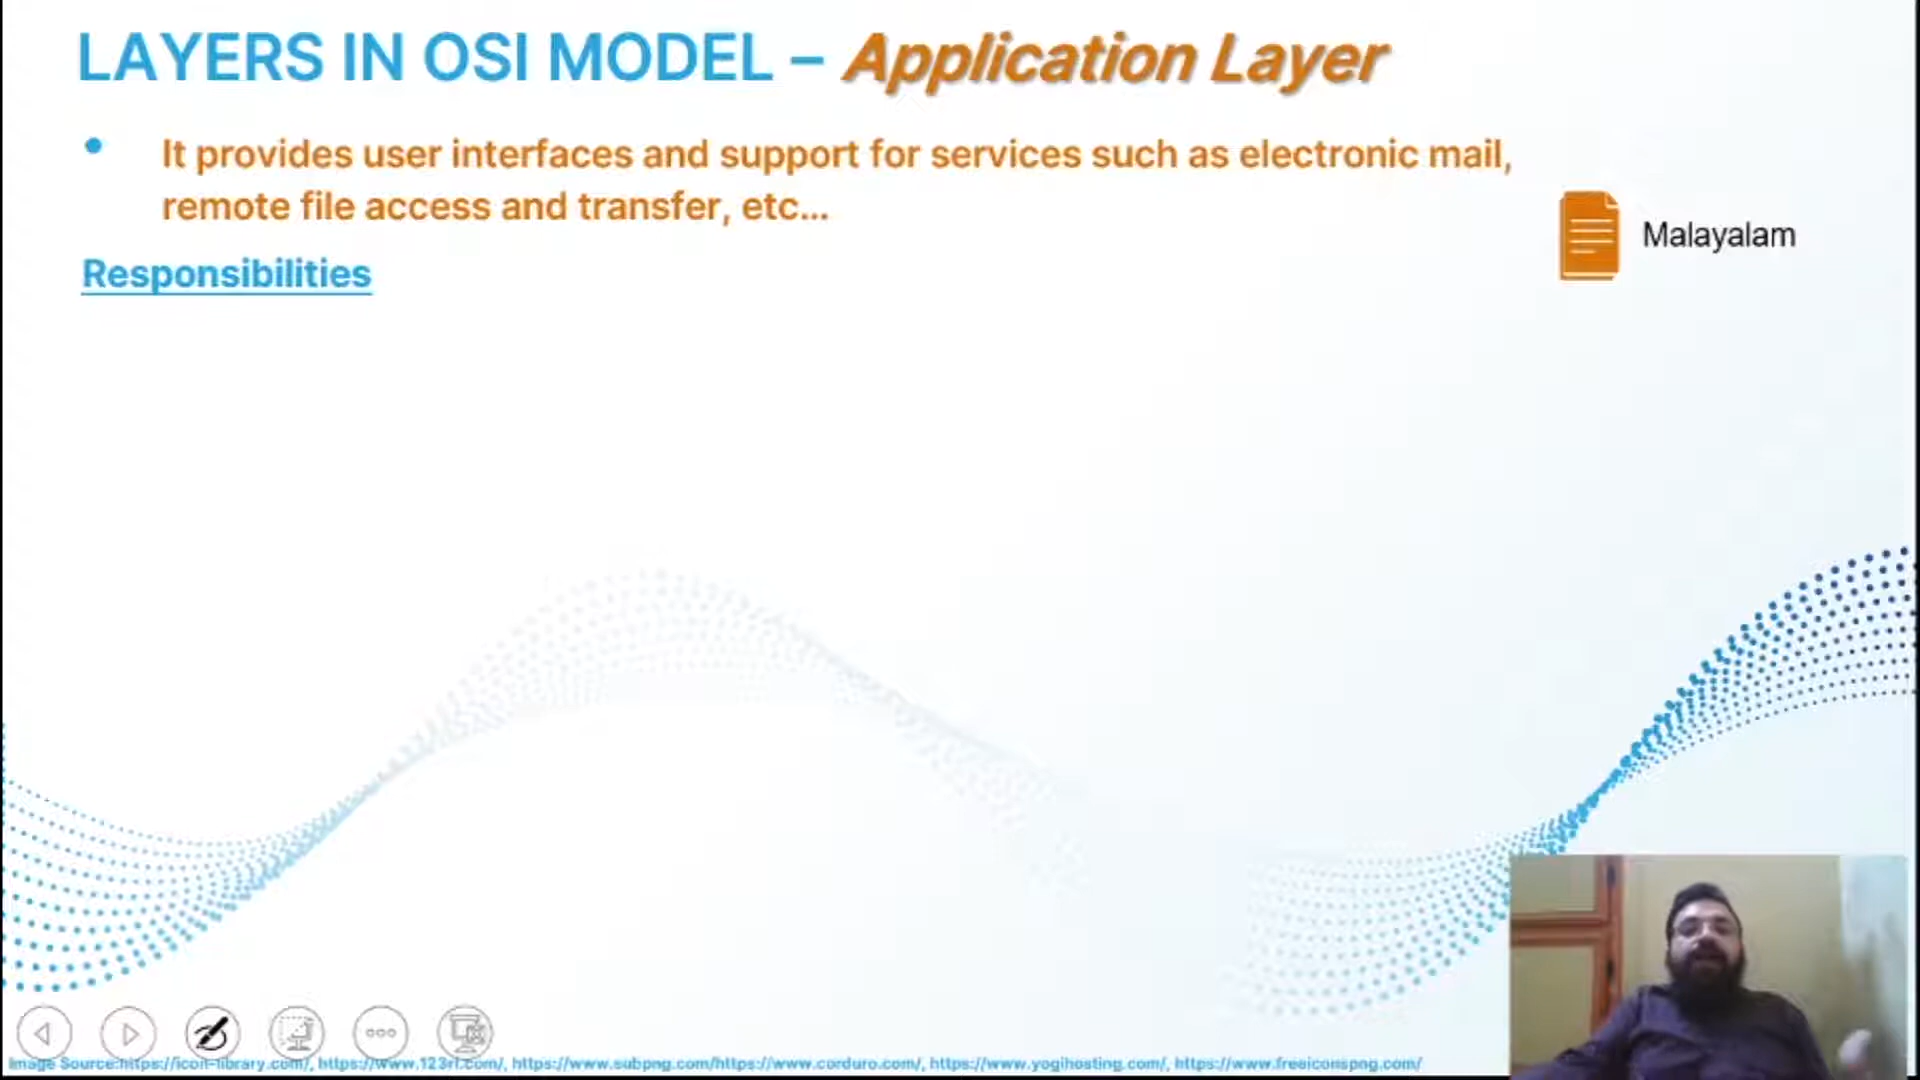 LAYERS IN OSI MODEL – Application Layer
• It provides user interfaces and support for services such as electronic mail,
remote file access and transfer, etc...
Malayalam
Responsibilities
Image Source:https://icon-library.com/, https://www.123rf.com/, https://www.subpng.com/https://www.corduro.com/, https://www.yogihosting.com/, https://www.freeiconspng.com/